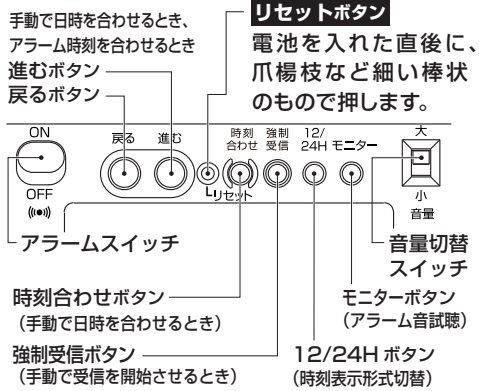 手動で日時を合わせるとき、
アラーム時刻を合わせるとき
進むボタン
戻るボタン
リセットボタン
電池を入れた直後に、
爪楊枝など細い棒状
のもので押します。
ON
OFF
戻る
進む
リセット
時刻
合わせ
強制
受信
12/
24H
モニター
大
小
音量
アラームスイッチ
音量切替
スイッチ
時刻合わせボタン
（手動で日時を合わせるとき）
モニターボタン
（アラーム音試聴）
強制受信ボタン
（手動で受信を開始させるとき）
12/24H ボタン
（時刻表示形式切替）